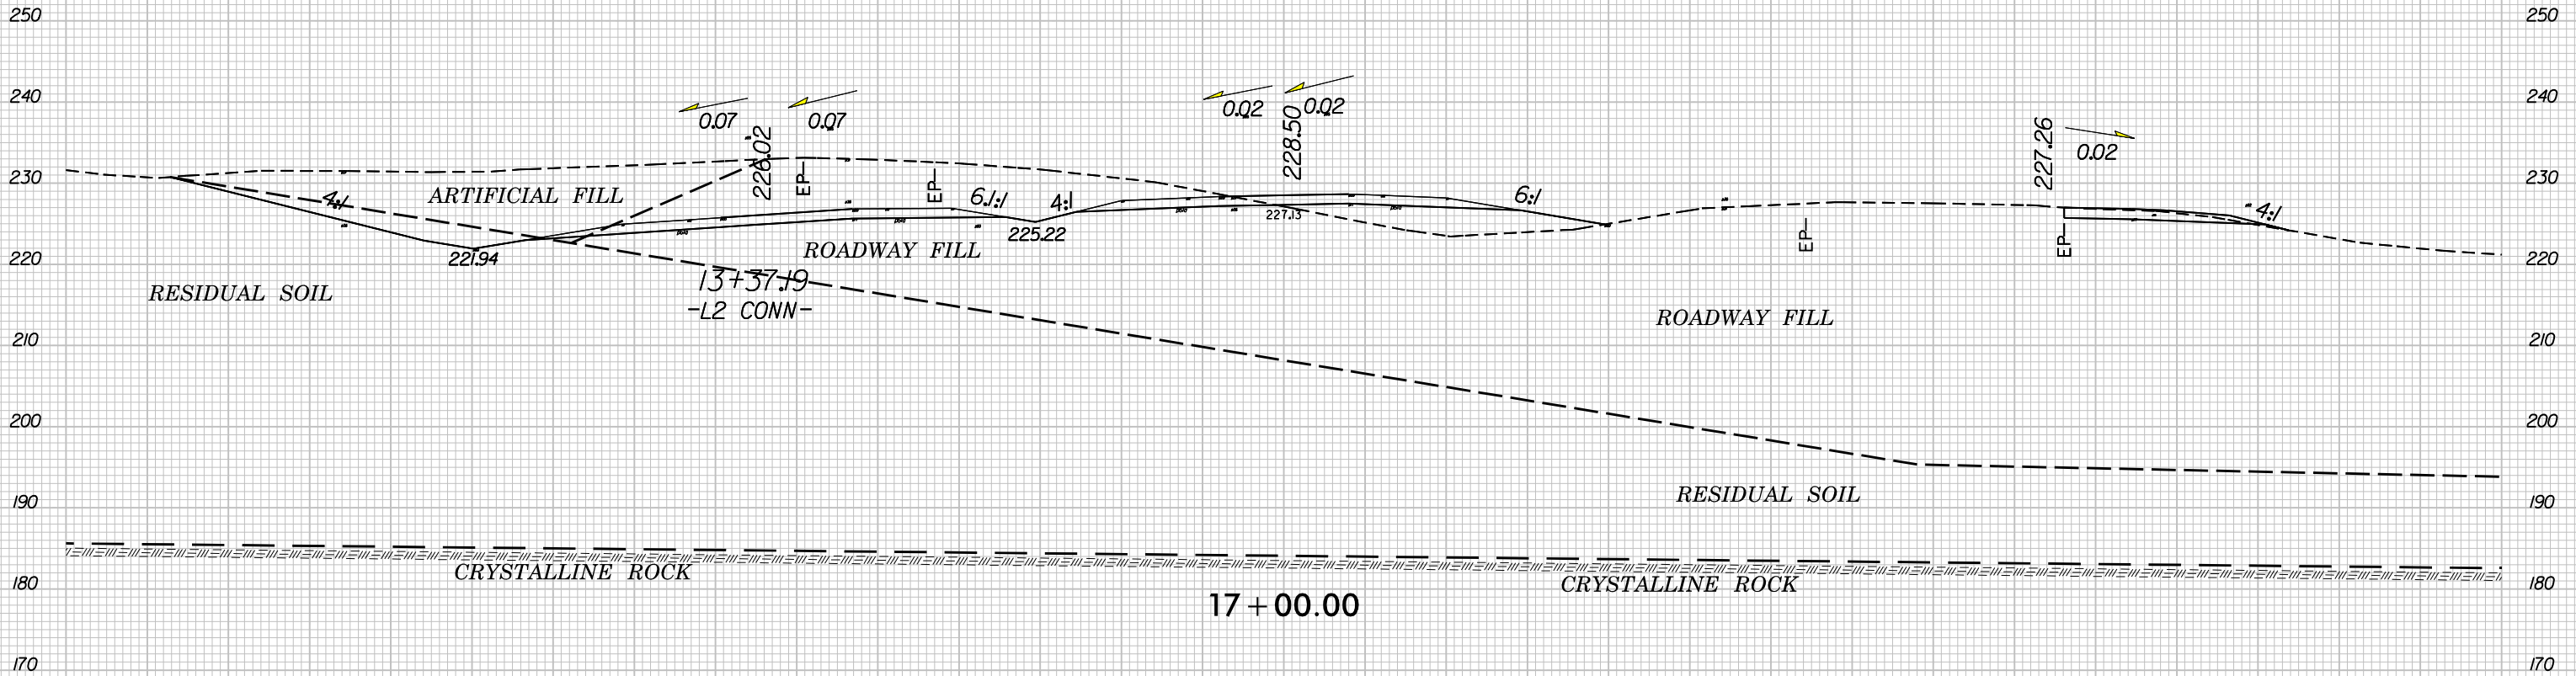 250 250
240 240
0.07 0.07 0.02 0.02
226.02 228.50 227.26 0.02
230 230
EP EP
4:1 ARTIFICIAL FILL 6:1:1 4:1 6:1 4:1
227.13
225.22
EP EP
221.94 ROADWAY FILL
220 220
13+37.19
-L2 CONN-
RESIDUAL SOIL
ROADWAY FILL
210 210
200 200
RESIDUAL SOIL
190 190
CRYSTALLINE ROCK CRYSTALLINE ROCK
180 180
17+00.00
170 170